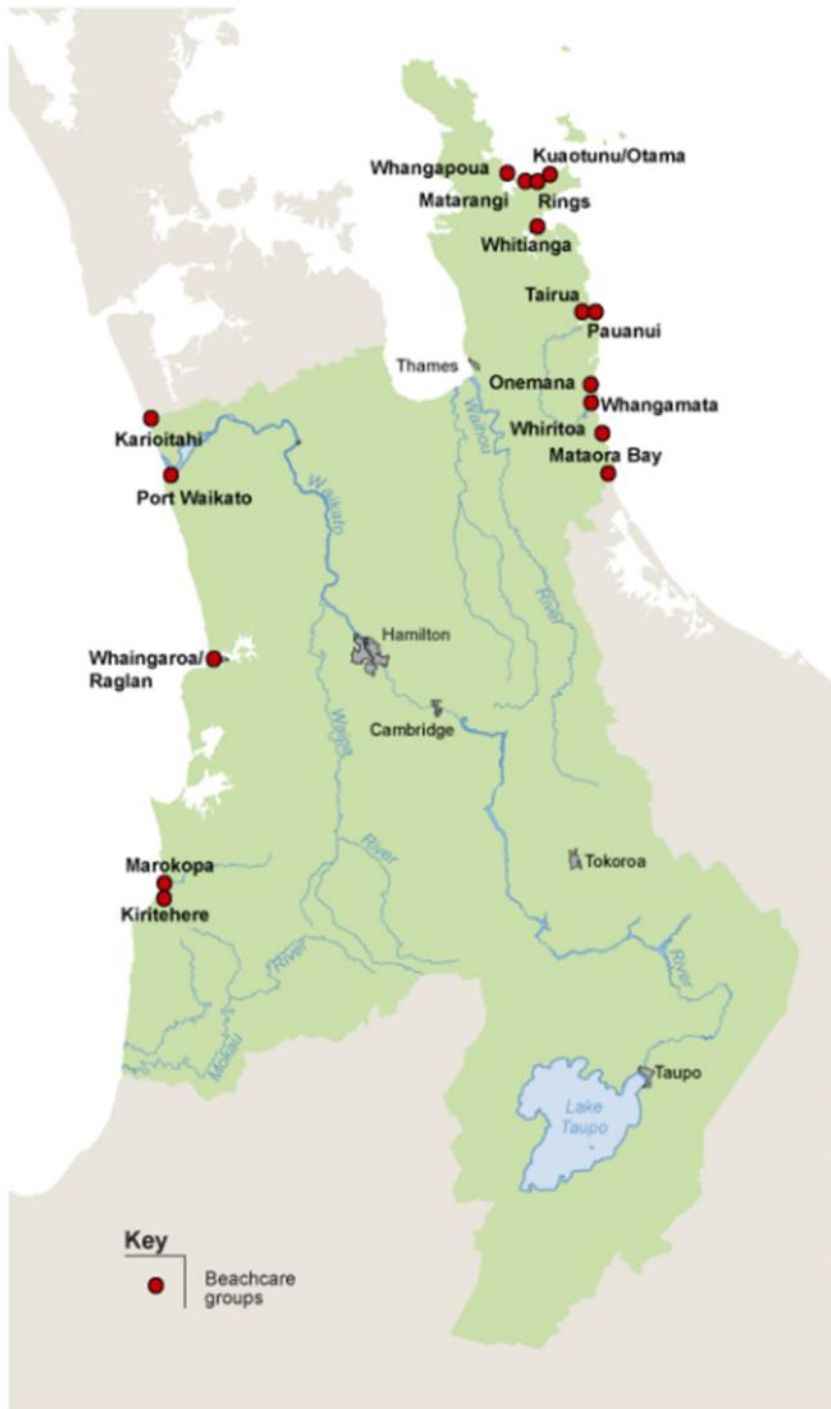 Kuaotunu/Otama
Whangapoua
Matarangi
Rings
Whitianga
Tairua
Pauanui
Thames
Onemana
Whangamata
Waihou
Whiritoa
Karioitahi
Mataora Bay
Port Waikato
Waikato
River
Hamilton
Whaingaroa/
Raglan
Cambridge
Waipa
River
Marokopa
Tokoroa
Kiritehere
River
River
Mokau
Taupo
Lake
Taupo
Key
Beachcare
groups